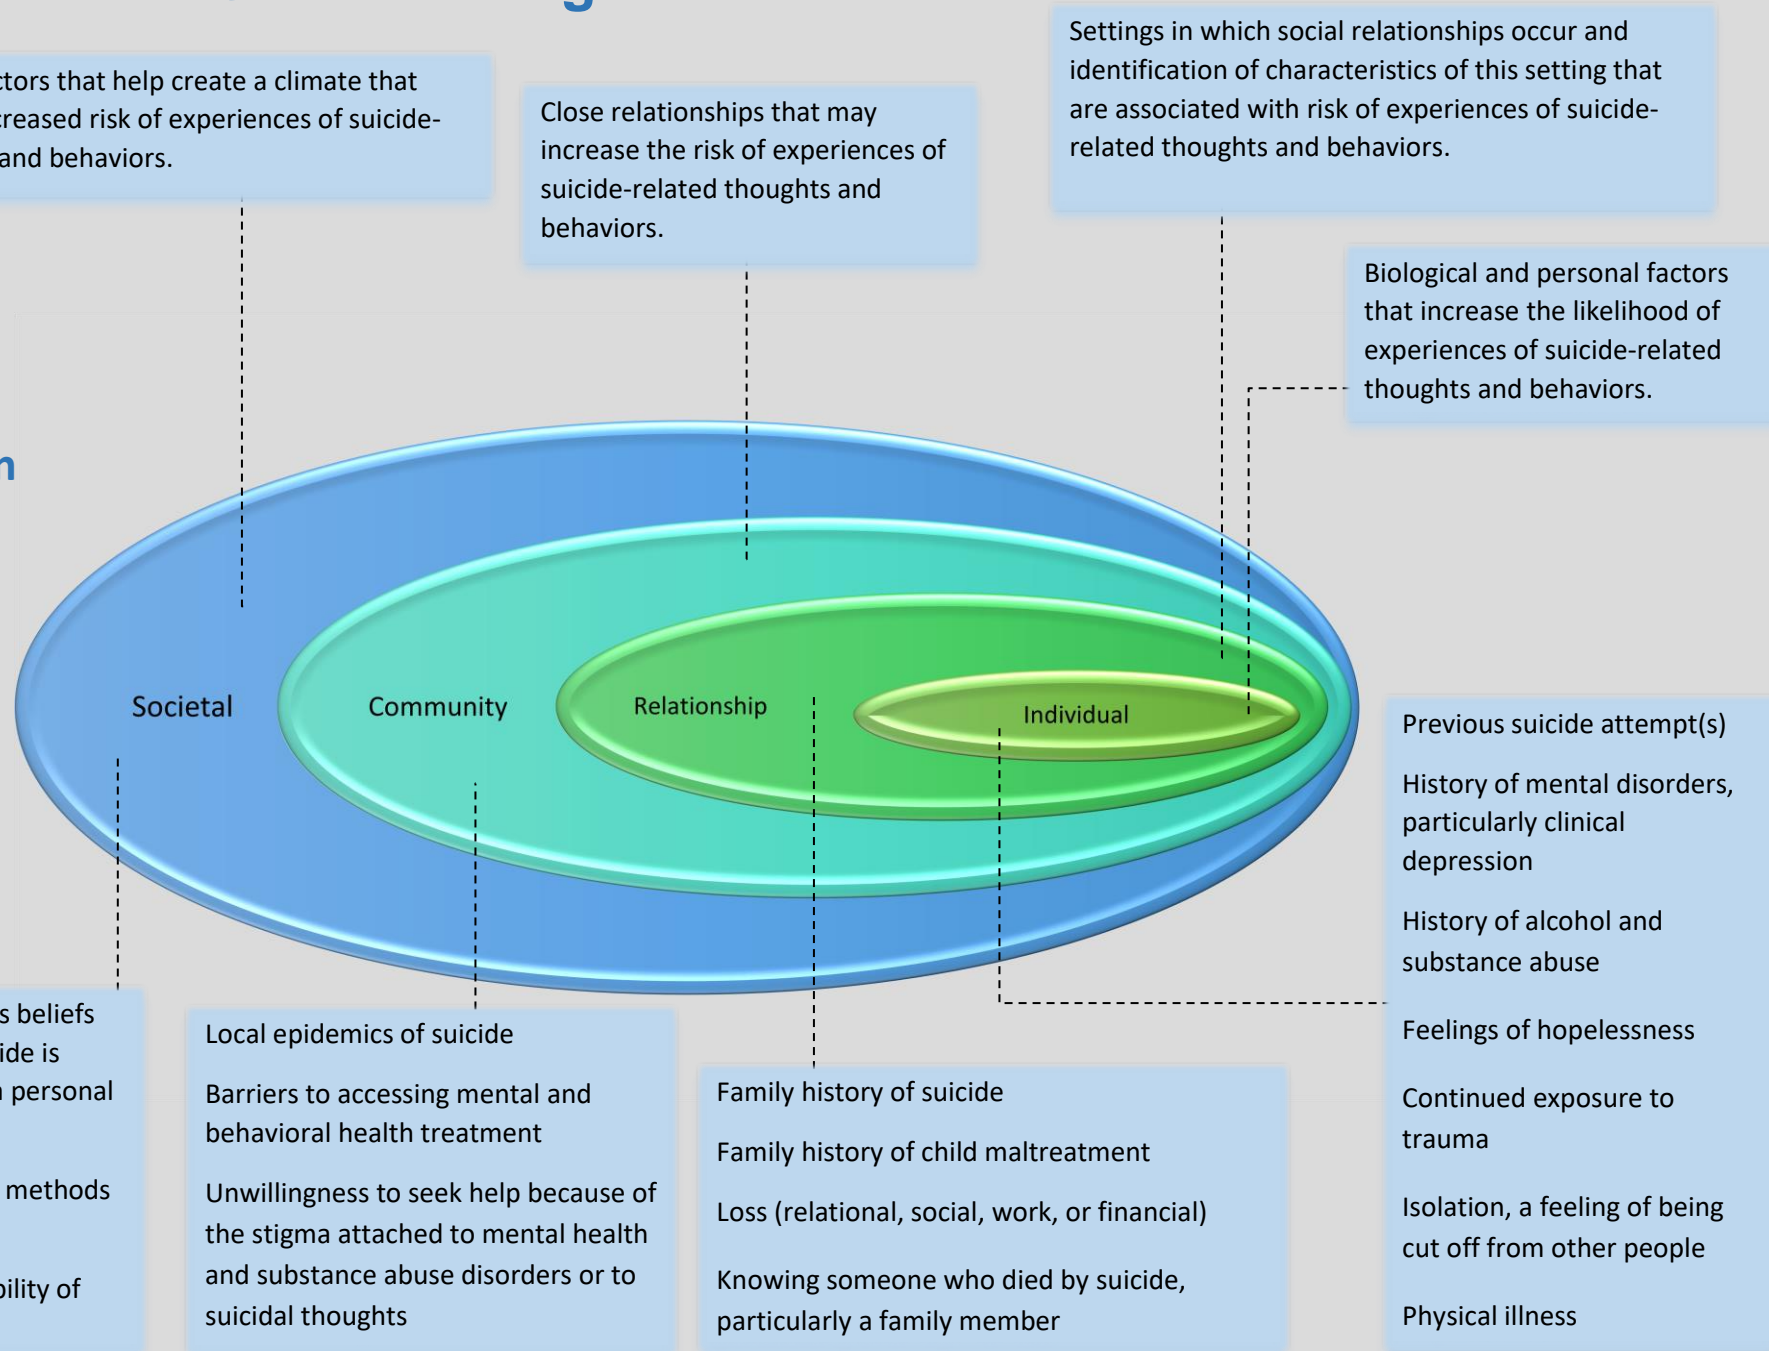 g
ctors that help create a climate that
creased risk of experiences of suicide-
and behaviors.
Close relationships that may
increase the risk of experiences of
suicide-related thoughts and
behaviors.
Settings in which social relationships occur and
identification of characteristics of this setting that
are associated with risk of experiences of suicide-
related thoughts and behaviors.
Biological and personal factors
that increase the likelihood of
experiences of suicide-related
thoughts and behaviors.
n
Societal
Community
Relationship
Individual
s beliefs
ide is
personal
methods
bility of
Local epidemics of suicide
Barriers to accessing mental and
behavioral health treatment
Unwillingness to seek help because of
the stigma attached to mental health
and substance abuse disorders or to
suicidal thoughts
Family history of suicide
Family history of child maltreatment
Loss (relational, social, work, or financial)
Knowing someone who died by suicide,
particularly a family member
Previous suicide attempt(s)
History of mental disorders,
particularly clinical
depression
History of alcohol and
substance abuse
Feelings of hopelessness
Continued exposure to
trauma
Isolation, a feeling of being
cut off from other people
Physical illness